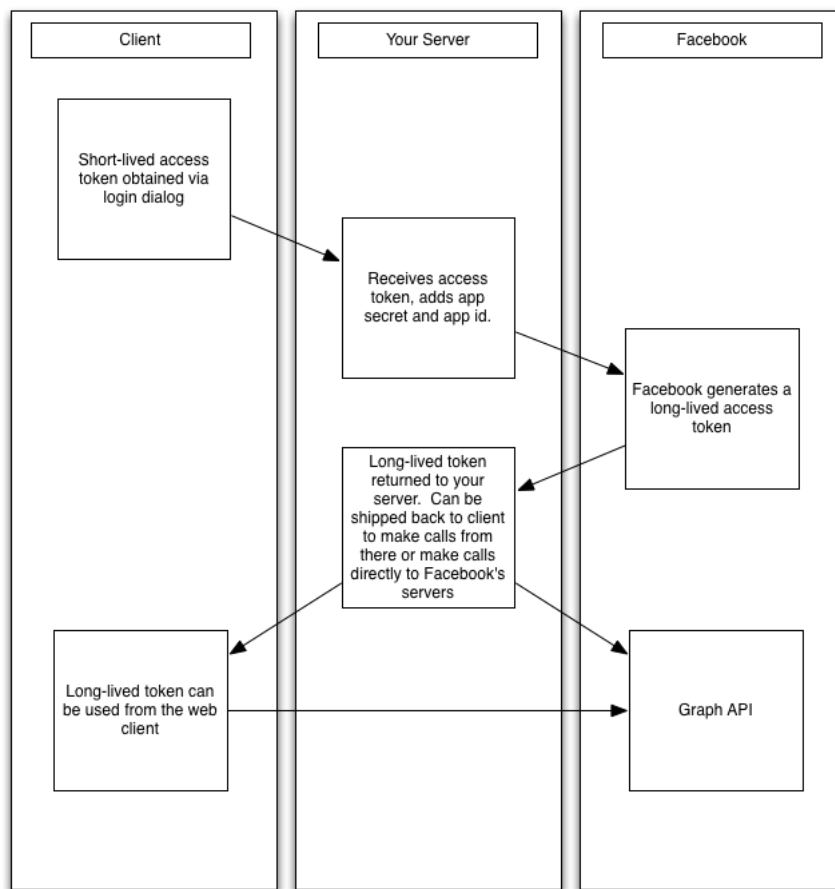 Client
Your Server
Facebook
Short-lived access
token obtained via
login dialog
Receives access
token, adds app
secret and app id.
Facebook generates a
long-lived access
token
Long-lived token
returned to your
server.  Can be
shipped back to client
to make calls from
there or make calls
directly to Facebook's
servers
Long-lived token can
be used from the web
client
Graph API